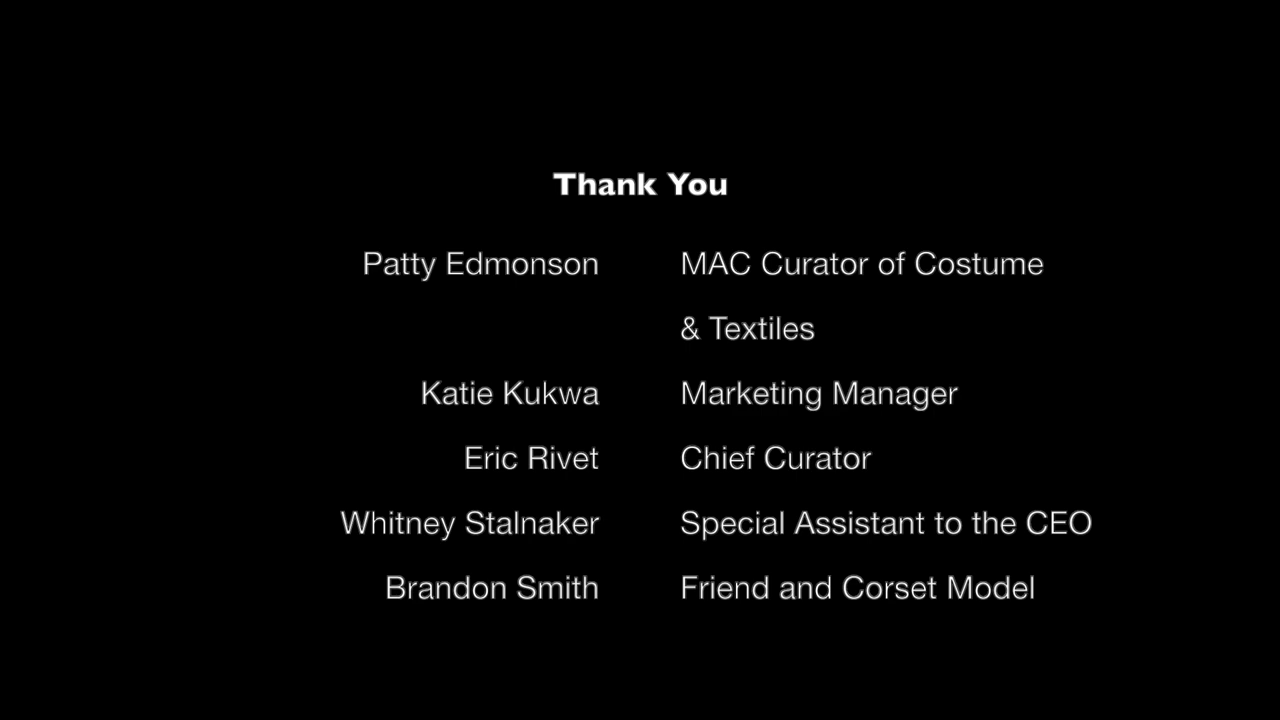 Thank You
Patty Edmonson MAC Curator of Costume
& Textiles
Katie Kukwa Marketing Manager
Eric Rivet Chief Curator
Whitney Stalnaker Special Assistant to the CEO
Brandon Smith Friend and Corset Model